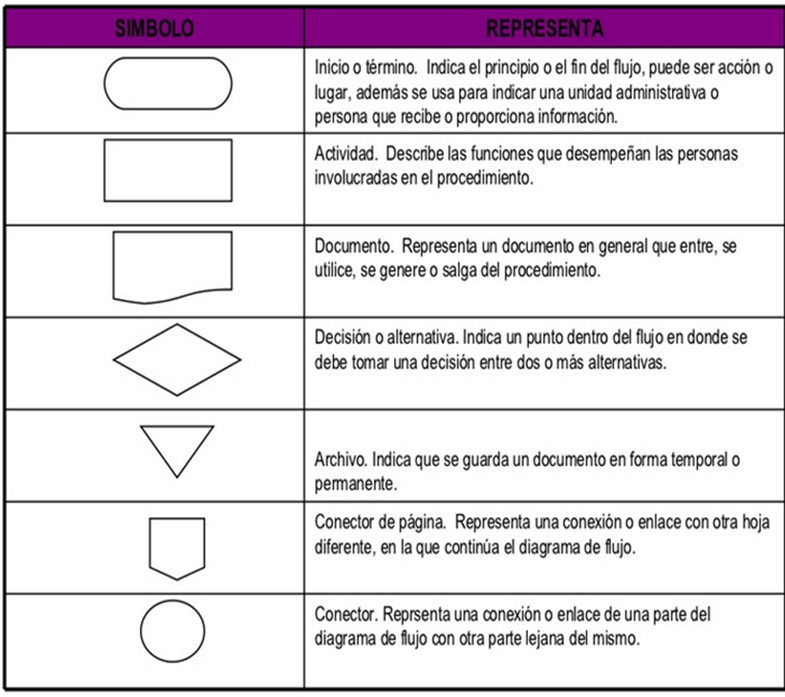 SIMBOLO
REPRESENTA
Inicio o término. Indica el principio o el fin del flujo, puede ser acción o
lugar, además se usa para indicar una unidad administrativa o
persona que recibe o proporciona información.
Actividad. Describe las funciones que desempeñan las personas
involucradas en el procedimiento.
Documento. Representa un documento en general que entre, se
utilice, se genere o salga del procedimiento.
Decisión o alternativa. Indica un punto dentro del flujo en donde se
debe tomar una decisión entre dos o más alternativas.
Archivo. Indica que se guarda un documento en forma temporal o
permanente.
Conector de página. Representa una conexión o enlace con otra hoja
diferente, en la que continúa el diagrama de flujo.
Conector. Reprsenta una conexión o enlace de una parte del
diagrama de flujo con otra parte lejana del mismo.